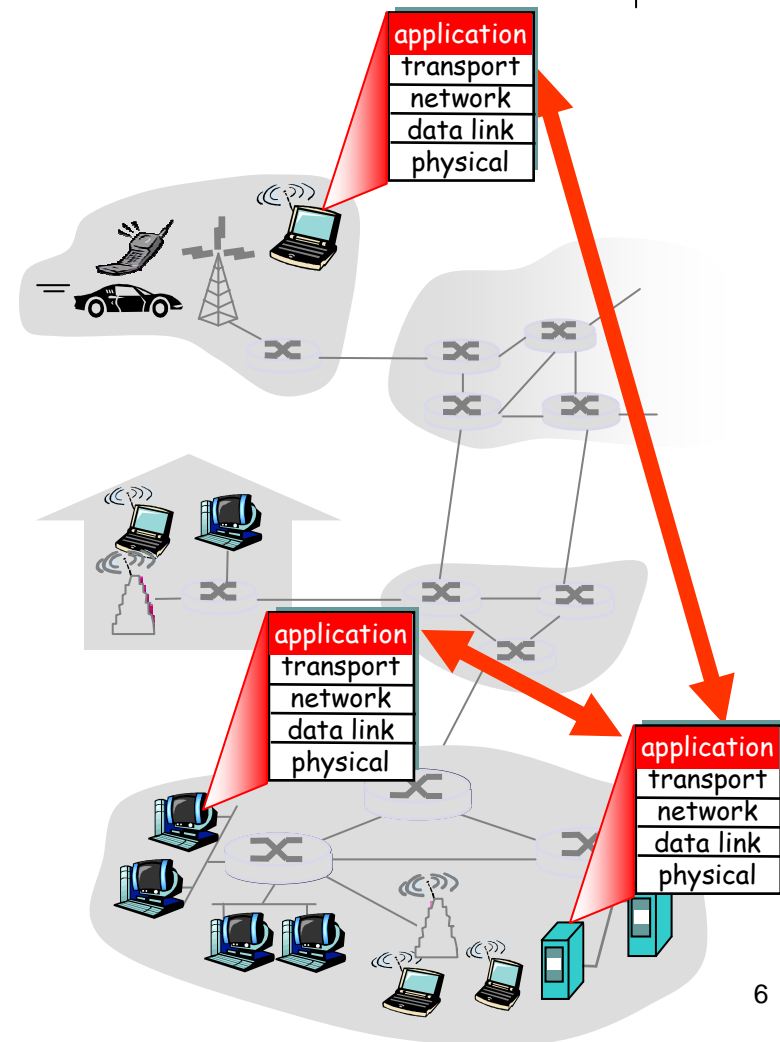 application
transport
network
data link
physical
application
transport
network
data link
physical
application
transport
network
data link
physical
6